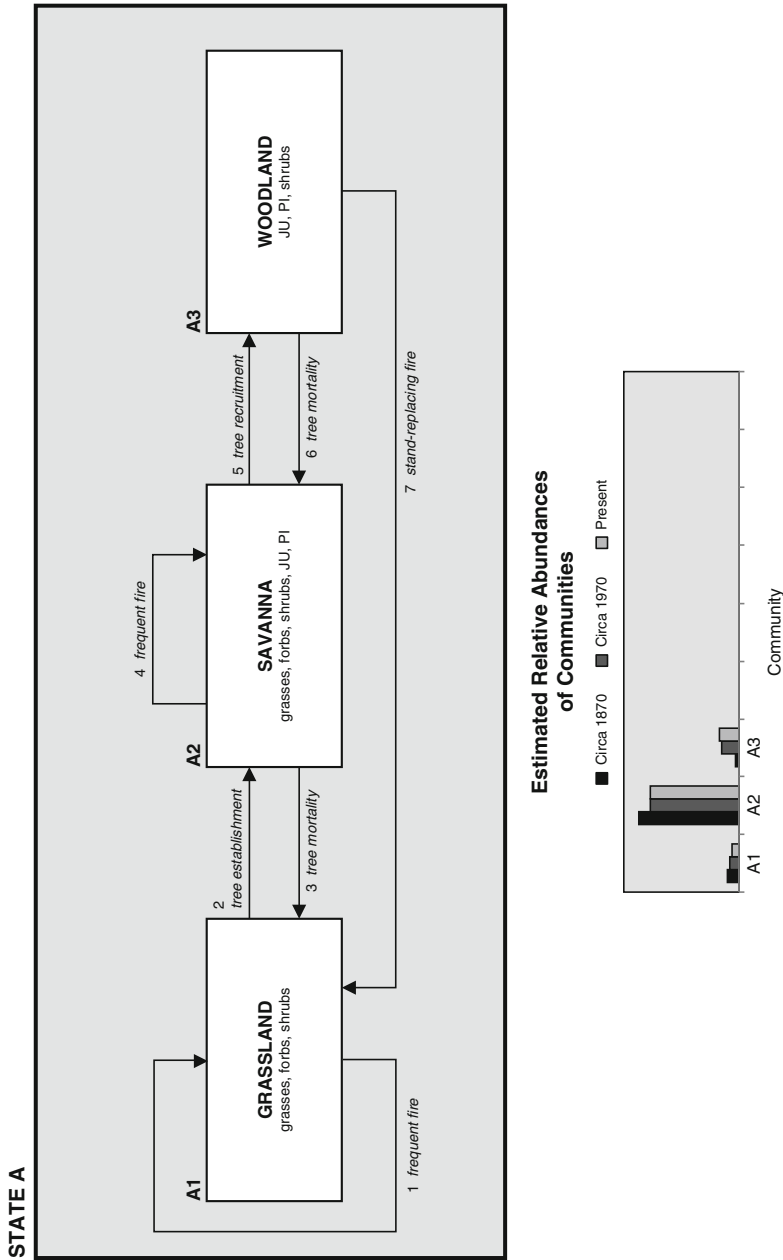 STATE A
A1
GRASSLAND
grasses, forbs, shrubs
1 frequent fire
2
tree establishment
3 tree mortality
A2
SAVANNA
grasses, forbs, shrubs, JU, PI
4 frequent fire
5 tree recruitment
6 tree mortality
A3
WOODLAND
JU, PI, shrubs
7 stand-replacing fire
Estimated Relative Abundances
of Communities
Circa 1870 Circa 1970 Present
A1 A2 A3
Community